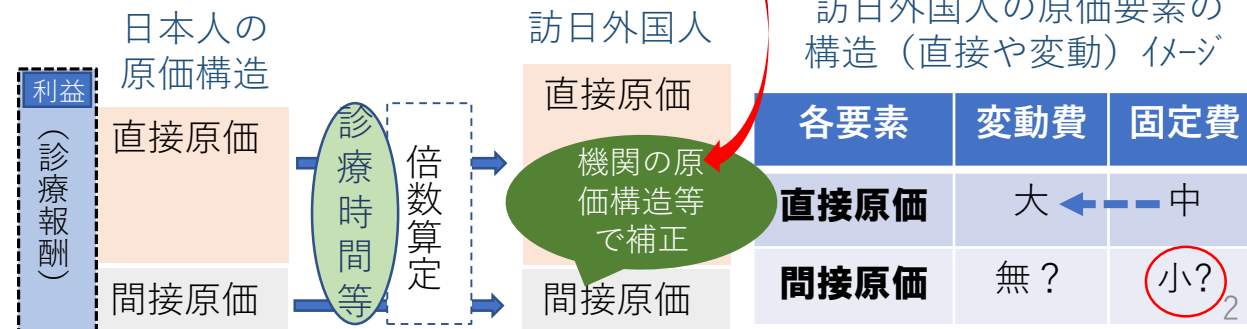 日本人の
原価構造
利益
（診療報酬）
直接原価
間接原価
診療時間等
倍数算定
訪日外国人
直接原価
機関の原
価構造等
で補正
間接原価
訪日外国人の原価要素の
構造（直接や変動）ｲﾒｰｼﾞ
各要素 変動費 固定費
直接原価 大 中
間接原価 無？ 小?
2